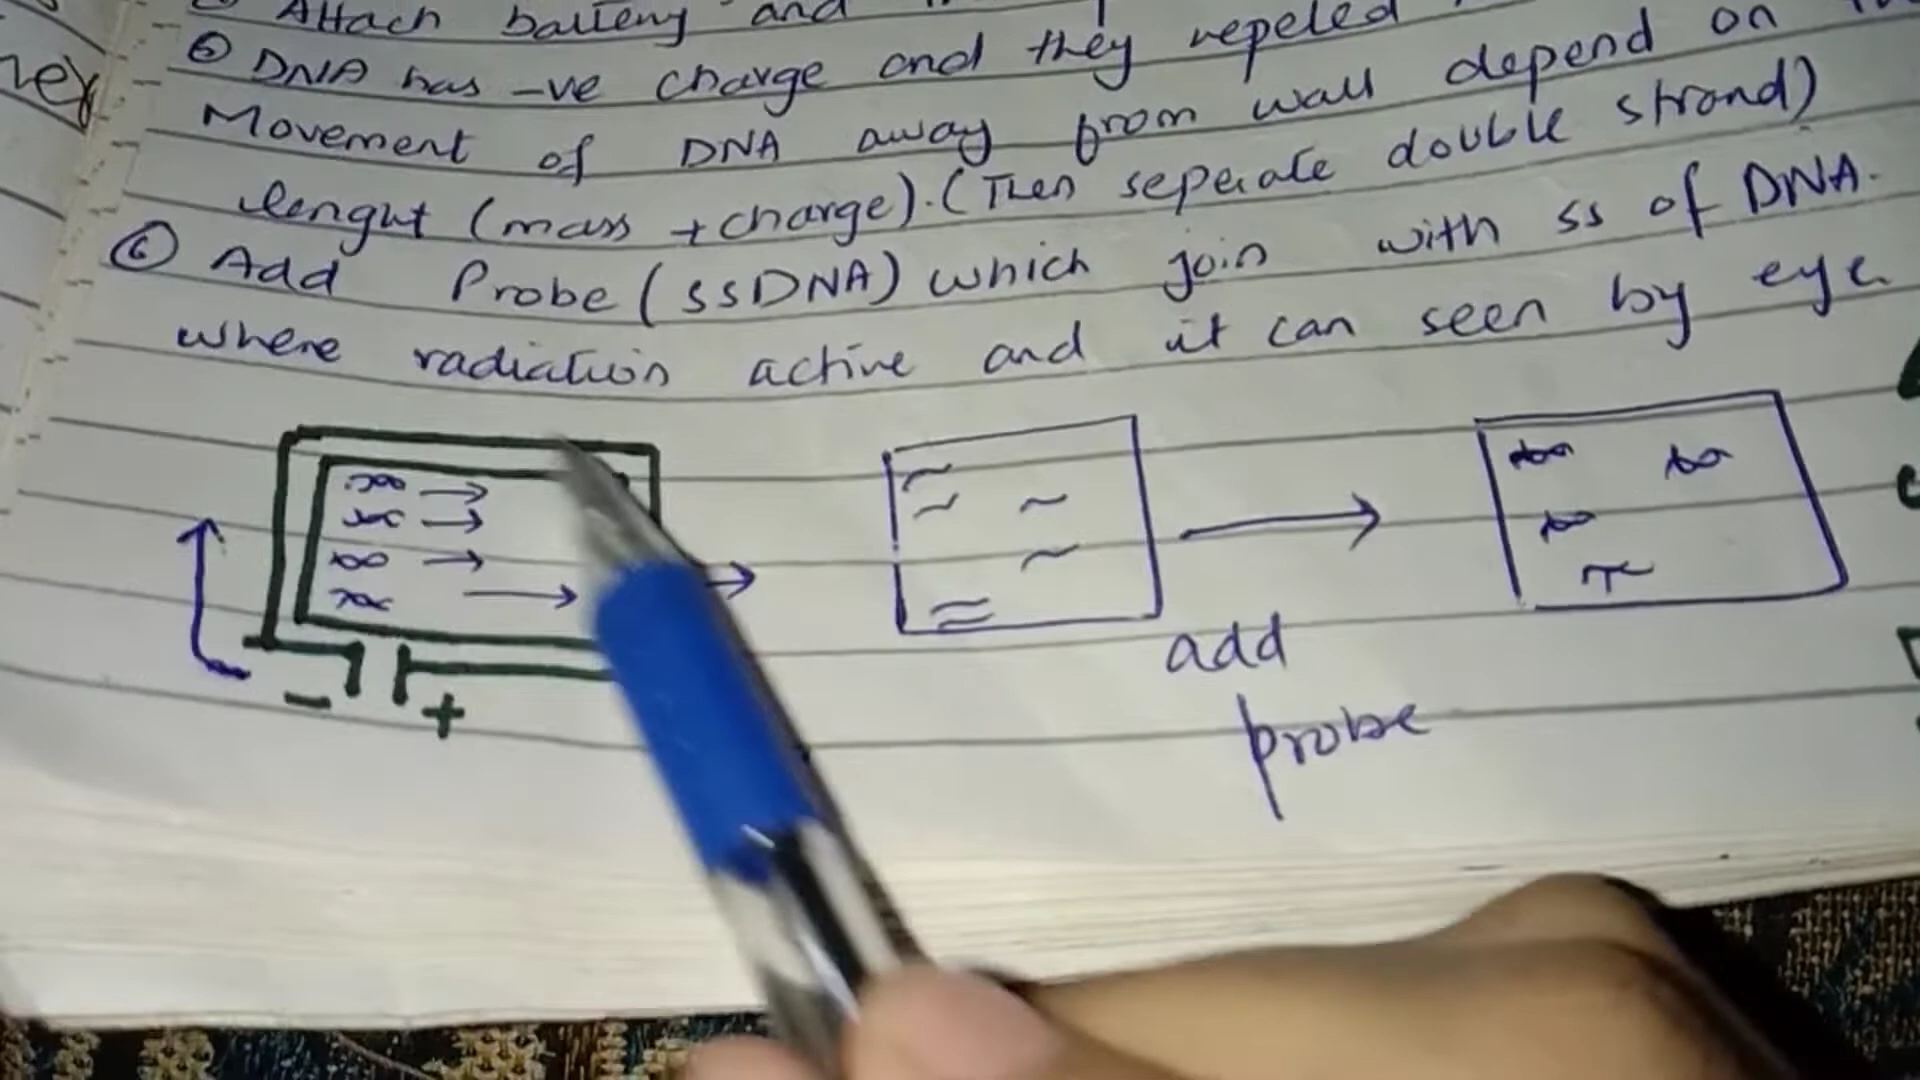 Attach battery and
⑤ DNA has -ve charge and they repeled
Movement of DNA away from wall depend on
lenght (mass + charge). (Then seperate double strand)
⑥ Add Probe (ssDNA) which join with ss of DNA.
where radiation active and it can seen by eye
- +
add
probe